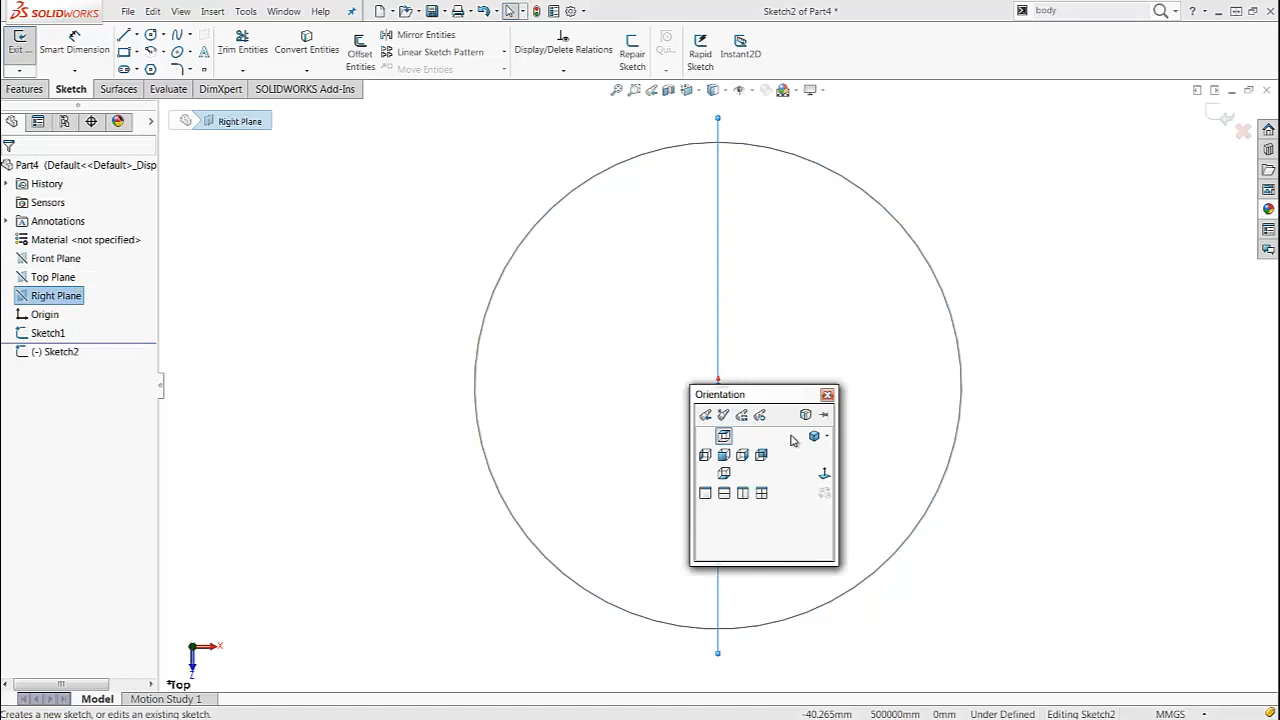 SOLIDWORKS File Edit View Insert Tools Window Help Sketch2 of Part4 * body
Exit... Smart Dimension Trim Entities Convert Entities Offset Entities Mirror Entities Linear Sketch Pattern Move Entities Display/Delete Relations Repair Sketch Qui... Rapid Sketch Instant2D
Features Sketch Surfaces Evaluate DimXpert SOLIDWORKS Add-Ins
Right Plane
Part4 (Default<<Default>_Disp
History
Sensors
Annotations
Material <not specified>
Front Plane
Top Plane
Right Plane
Origin
Sketch1
(-) Sketch2
Orientation
X
Z
*Top
Model Motion Study 1
Creates a new sketch, or edits an existing sketch. -40.265mm 500000mm 0mm Under Defined Editing Sketch2 MMGS